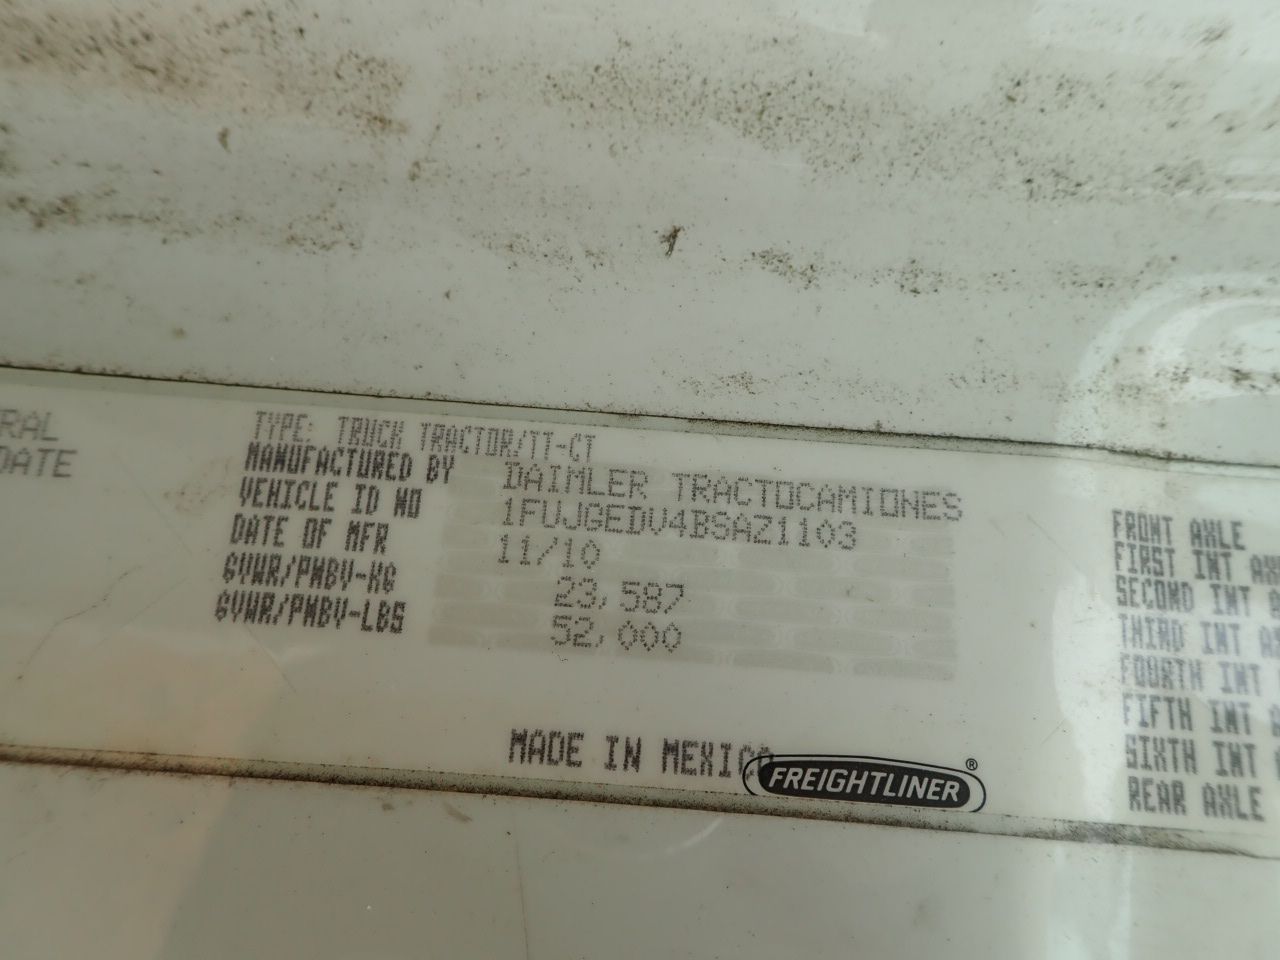 RAL
DATE
TYPE: TRUCK TRACTOR/TT-CT
MANUFACTURED BY DAIMLER TRACTOCAMIONES
VEHICLE ID NO 1FUJGEDV4BSAZ1103
DATE OF MFR 11/10
GVWR/PNBV-KG 23,587
GVWR/PNBV-LBS 52,000
MADE IN MEXICO
FREIGHTLINER®
FRONT AXLE
FIRST INT AX
SECOND INT
THIRD INT A
FOURTH INT
FIFTH INT
SIXTH INT
REAR AXLE